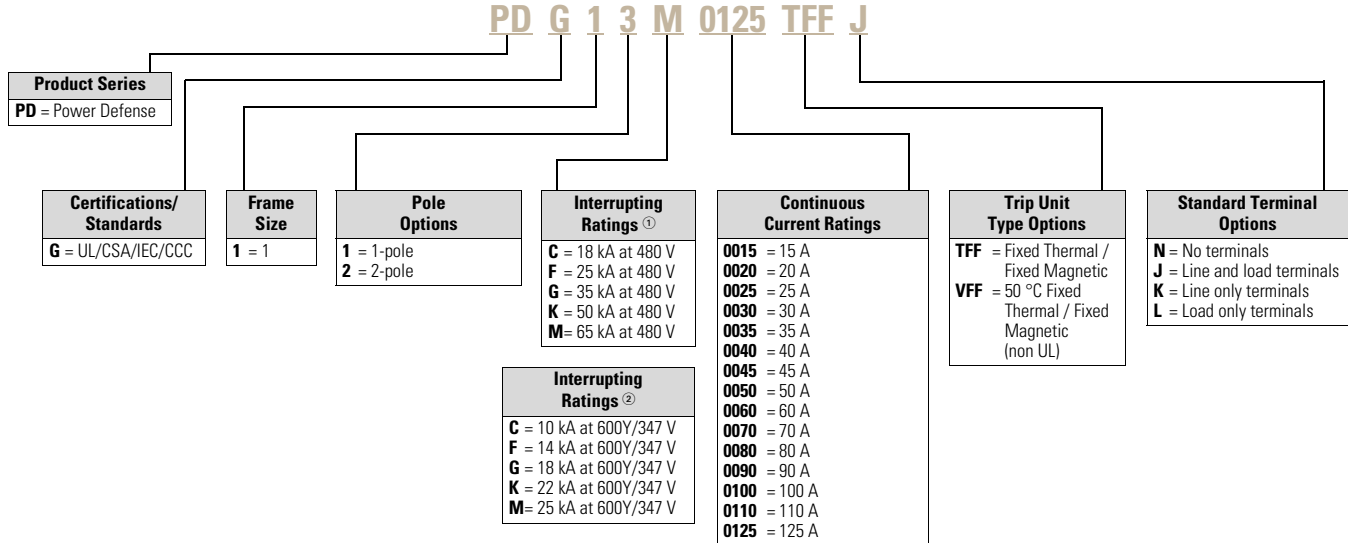 PD G 1 3 M 0125 TFF J
Product Series
PD = Power Defense
Certifications/
Standards
G = UL/CSA/IEC/CCC
Frame
Size
1 = 1
Pole
Options
1 = 1-pole
2 = 2-pole
Interrupting
Ratings ①
C = 18 kA at 480 V
F = 25 kA at 480 V
G = 35 kA at 480 V
K = 50 kA at 480 V
M= 65 kA at 480 V
Interrupting
Ratings ②
C = 10 kA at 600Y/347 V
F = 14 kA at 600Y/347 V
G = 18 kA at 600Y/347 V
K = 22 kA at 600Y/347 V
M= 25 kA at 600Y/347 V
Continuous
Current Ratings
0015 = 15 A
0020 = 20 A
0025 = 25 A
0030 = 30 A
0035 = 35 A
0040 = 40 A
0045 = 45 A
0050 = 50 A
0060 = 60 A
0070 = 70 A
0080 = 80 A
0090 = 90 A
0100 = 100 A
0110 = 110 A
0125 = 125 A
Trip Unit
Type Options
TFF = Fixed Thermal /
Fixed Magnetic
VFF = 50 °C Fixed
Thermal / Fixed
Magnetic
(non UL)
Standard Terminal
Options
N = No terminals
J = Line and load terminals
K = Line only terminals
L = Load only terminals